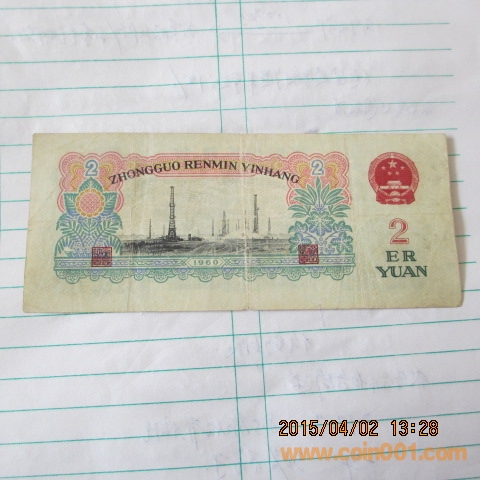 ZHONGGUO RENMIN YINHANG
2
2
2
ER
YUAN
1960
2015/04/02 13:28
www.coin001.com